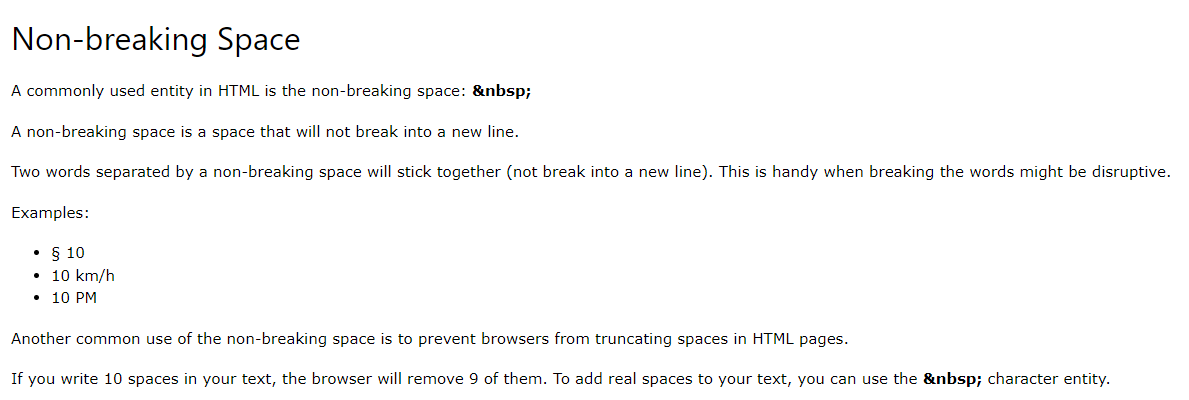 Non-breaking Space
A commonly used entity in HTML is the non-breaking space: &nbsp;
A non-breaking space is a space that will not break into a new line.
Two words separated by a non-breaking space will stick together (not break into a new line). This is handy when breaking the words might be disruptive.
Examples:
• § 10
• 10 km/h
• 10 PM
Another common use of the non-breaking space is to prevent browsers from truncating spaces in HTML pages.
If you write 10 spaces in your text, the browser will remove 9 of them. To add real spaces to your text, you can use the &nbsp; character entity.